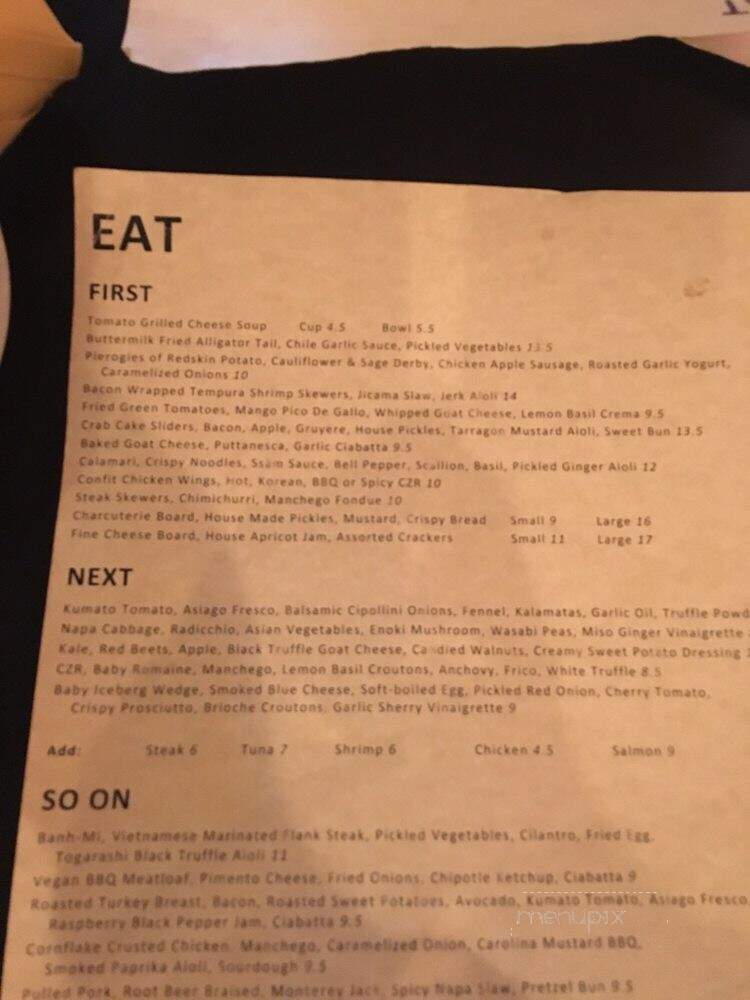 EAT
FIRST
Tomato Grilled Cheese Soup Cup 4.5 Bowl 5.5
Buttermilk Fried Alligator Tail, Chile Garlic Sauce, Pickled Vegetables 13.5
Pierogies of Redskin Potato, Cauliflower & Sage Derby, Chicken Apple Sausage, Roasted Garlic Yogurt,
Caramelized Onions 10
Bacon Wrapped Tempura Shrimp Skewers, Jicama Slaw, Jerk Aioli 14
Fried Green Tomatoes, Mango Pico De Gallo, Whipped Goat Cheese, Lemon Basil Crema 9.5
Crab Cake Sliders, Bacon, Apple, Gruyere, House Pickles, Tarragon Mustard Aioli, Sweet Bun 13.5
Baked Goat Cheese, Puttanesca, Garlic Ciabatta 9.5
Calamari, Crispy Noodles, Ssam Sauce, Bell Pepper, Scallion, Basil, Pickled Ginger Aioli 12
Confit Chicken Wings, Hot, Korean, BBQ or Spicy CZR 10
Steak Skewers, Chimichurri, Manchego Fondue 10
Charcuterie Board, House Made Pickles, Mustard, Crispy Bread Small 9 Large 16
Fine Cheese Board, House Apricot Jam, Assorted Crackers Small 11 Large 17
NEXT
Kumato Tomato, Asiago Fresco, Balsamic Cipollini Onions, Fennel, Kalamatas, Garlic Oil, Truffle Powd
Napa Cabbage, Radicchio, Asian Vegetables, Enoki Mushroom, Wasabi Peas, Miso Ginger Vinaigrette
Kale, Red Beets, Apple, Black Truffle Goat Cheese, Candied Walnuts, Creamy Sweet Potato Dressing
CZR, Baby Romaine, Manchego, Lemon Basil Croutons, Anchovy, Frico, White Truffle 8.5
Baby Iceberg Wedge, Smoked Blue Cheese, Soft-boiled Egg, Pickled Red Onion, Cherry Tomato,
Crispy Prosciutto, Brioche Croutons, Garlic Sherry Vinaigrette 9
Add: Steak 6 Tuna 7 Shrimp 6 Chicken 4.5 Salmon 9
SO ON
Banh-Mi, Vietnamese Marinated Flank Steak, Pickled Vegetables, Cilantro, Fried Egg,
Togarashi Black Truffle Aioli 11
Vegan BBQ Meatloaf, Pimento Cheese, Fried Onions, Chipotle Ketchup, Ciabatta 9
Roasted Turkey Breast, Bacon, Roasted Sweet Potatoes, Avocado, Kumato Tomato, Asiago Fresco,
Raspberry Black Pepper Jam, Ciabatta 9.5
menupix
Cornflake Crusted Chicken, Manchego, Caramelized Onion, Carolina Mustard BBQ,
Smoked Paprika Aioli, Sourdough 9.5
Pulled Pork, Root Beer Braised, Monterey Jack, Spicy Napa Slaw, Pretzel Bun 9.5